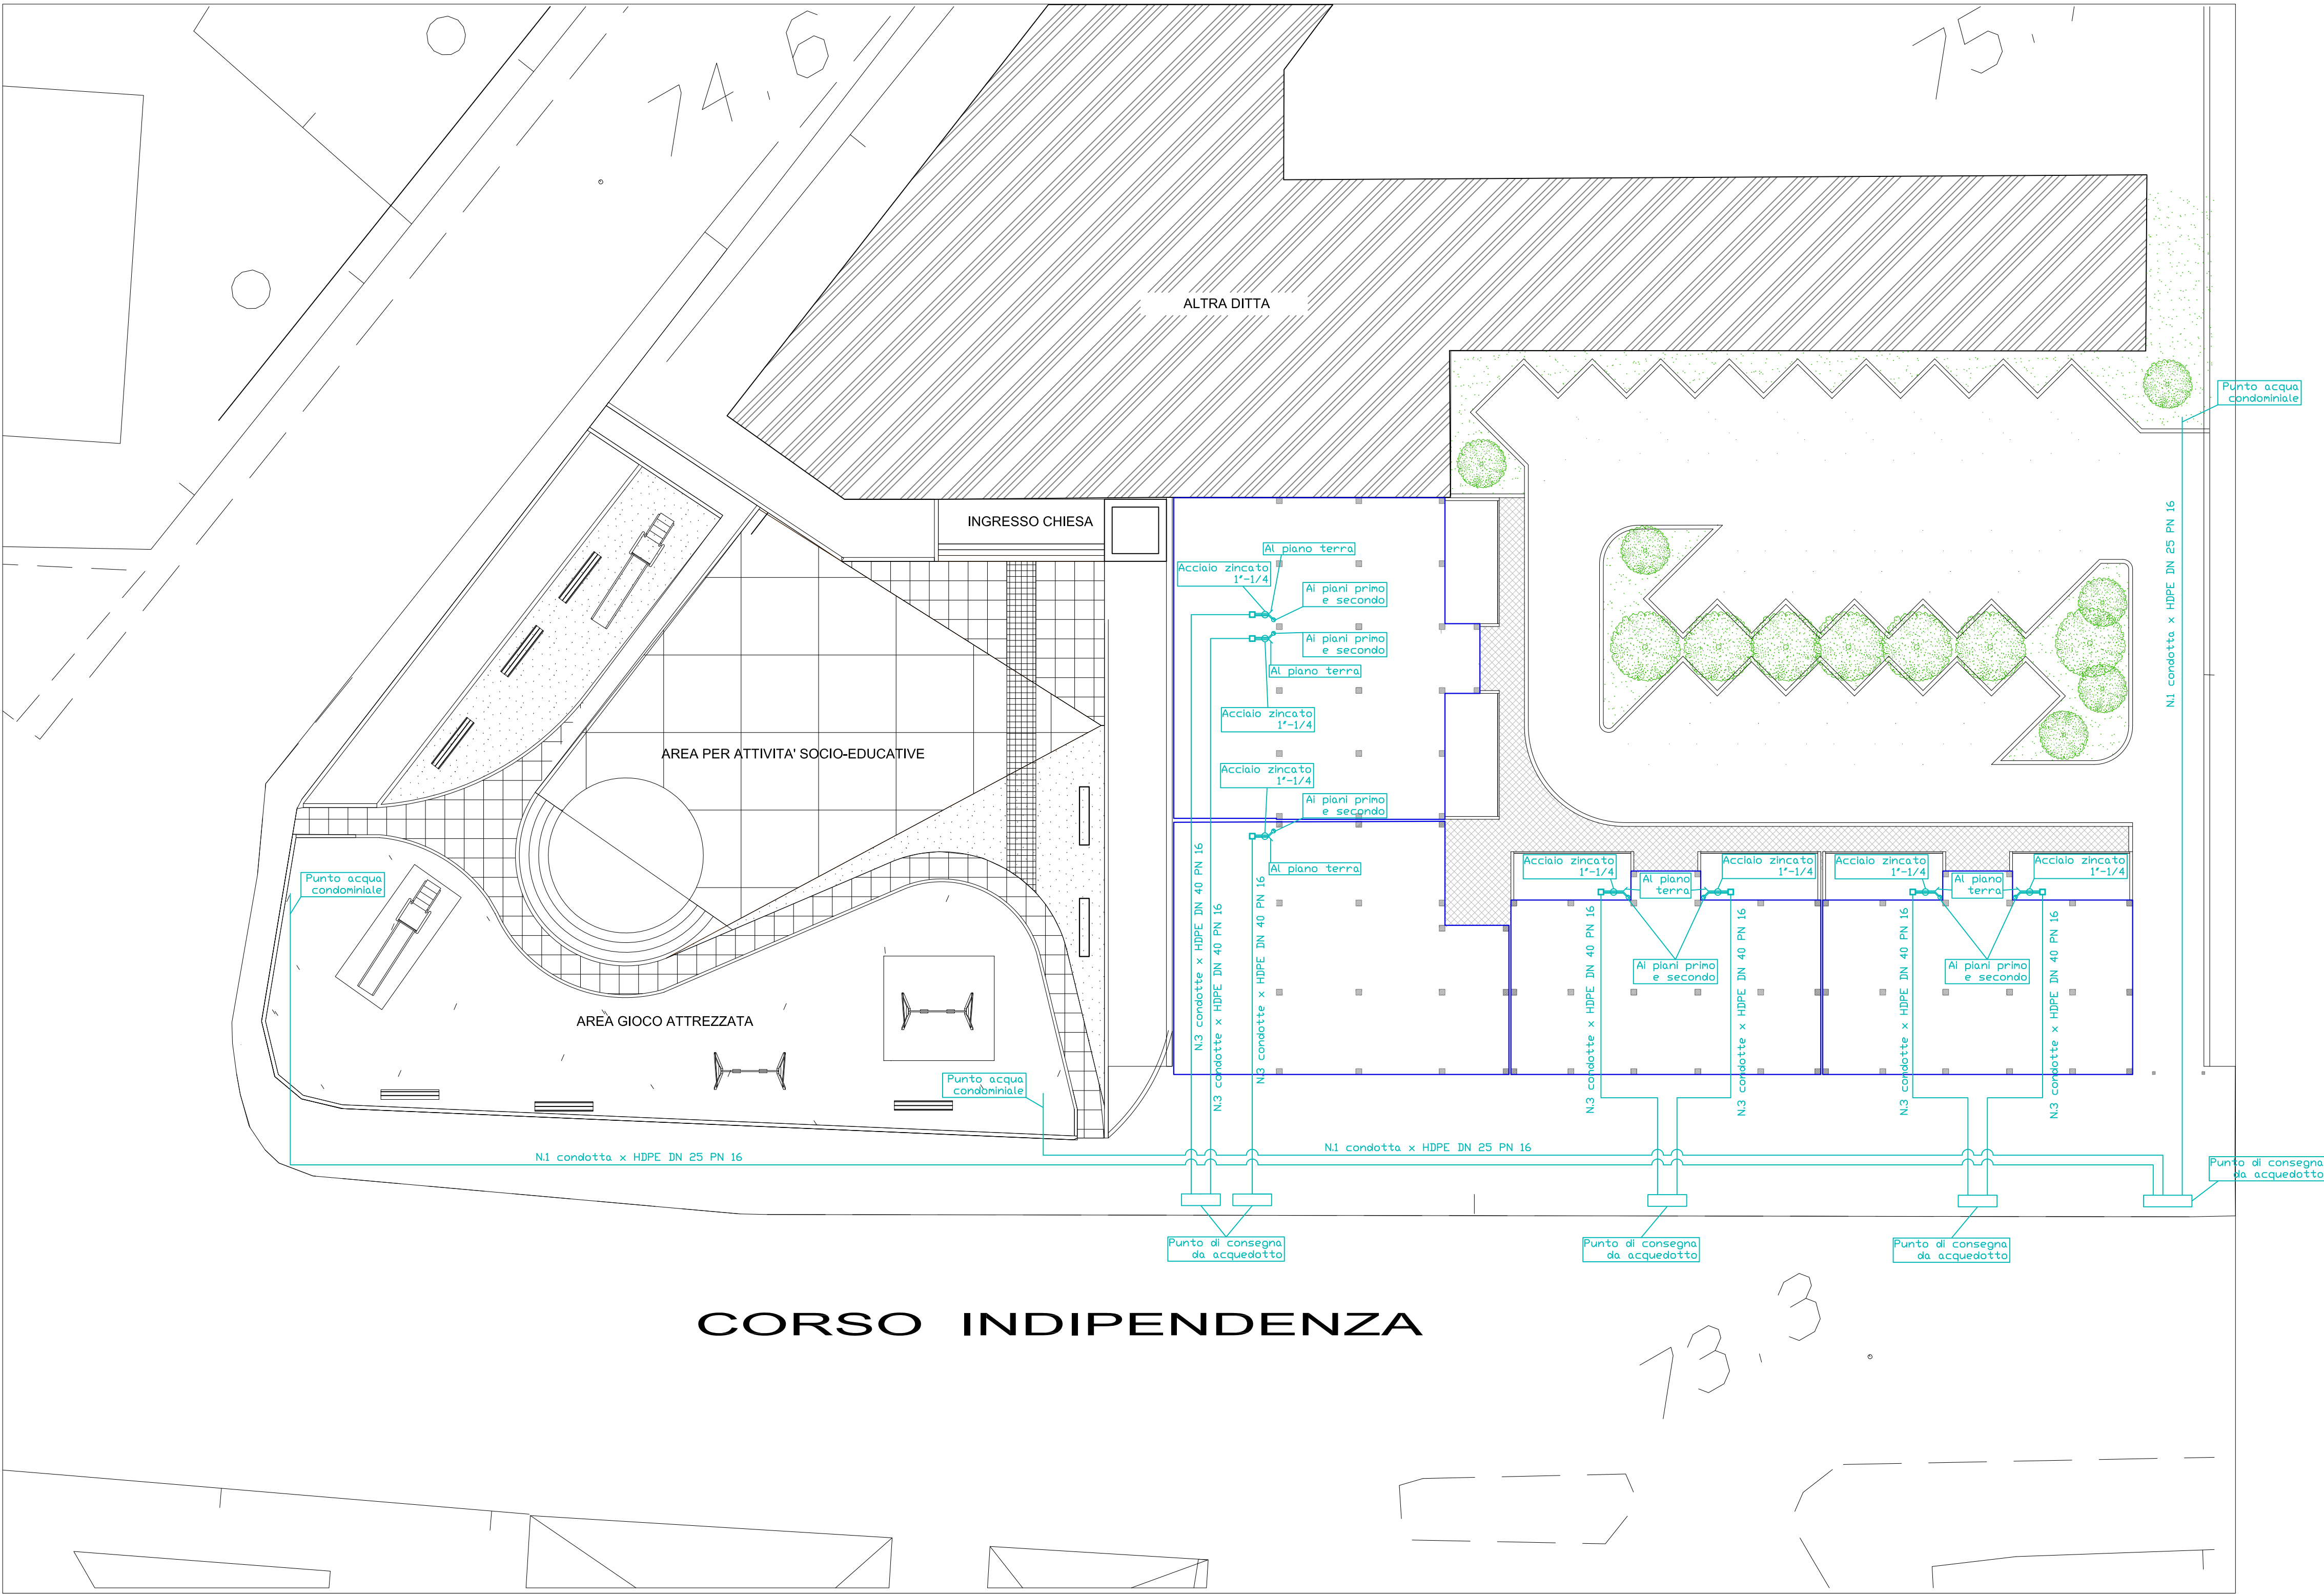 74.6
75.
ALTRA DITTA
Punto acqua
condominiale
INGRESSO CHIESA
Al piano terra
Acciaio zincato
1"-1/4
Ai piani primo
e secondo
Ai piani primo
e secondo
Al piano terra
Acciaio zincato
1"-1/4
N.1 condotta x HDPE DN 25 PN 16
AREA PER ATTIVITA' SOCIO-EDUCATIVE
Acciaio zincato
1"-1/4
Ai piani primo
e secondo
Al piano terra
N.3 condotte x HDPE DN 40 PN 16
N.3 condotte x HDPE DN 40 PN 16
N.3 condotte x HDPE DN 40 PN 16
Punto acqua
condominiale
Acciaio zincato
1"-1/4
Al piano
terra
Acciaio zincato
1"-1/4
Acciaio zincato
1"-1/4
Al piano
terra
Acciaio zincato
1"-1/4
N.3 condotte x HDPE DN 40 PN 16
Ai piani primo
e secondo
N.3 condotte x HDPE DN 40 PN 16
N.3 condotte x HDPE DN 40 PN 16
Ai piani primo
e secondo
N.3 condotte x HDPE DN 40 PN 16
AREA GIOCO ATTREZZATA
Punto acqua
condominiale
N.1 condotta x HDPE DN 25 PN 16
N.1 condotta x HDPE DN 25 PN 16
Punto di consegna
da acquedotto
Punto di consegna
da acquedotto
Punto di consegna
da acquedotto
Punto di consegna
da acquedotto
CORSO INDIPENDENZA
73.3